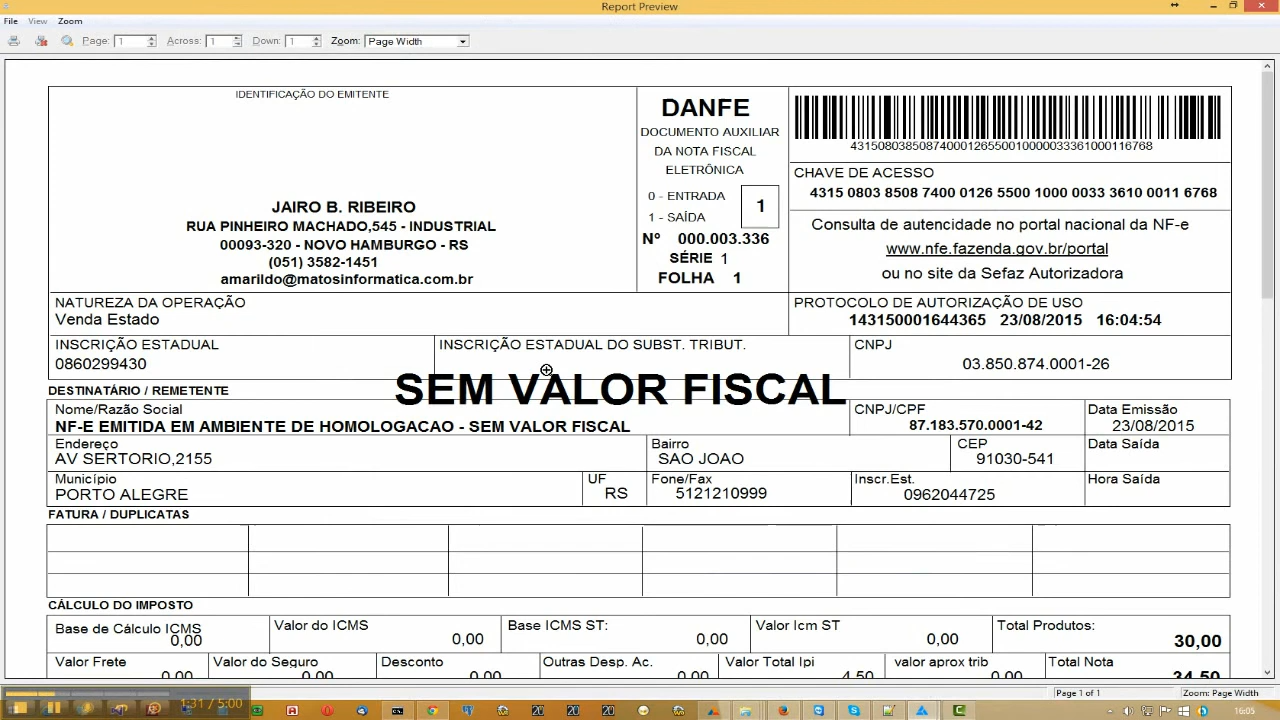 Report Preview
File View Zoom
Page: 1 Across: 1 Down: 1 Zoom: Page Width
IDENTIFICAÇÃO DO EMITENTE
JAIRO B. RIBEIRO
RUA PINHEIRO MACHADO,545 - INDUSTRIAL
00093-320 - NOVO HAMBURGO - RS
(051) 3582-1451
amarildo@matosinformatica.com.br
DANFE
DOCUMENTO AUXILIAR
DA NOTA FISCAL
ELETRÔNICA
0 - ENTRADA
1 - SAÍDA
1
Nº 000.003.336
SÉRIE 1
FOLHA 1
43150803850874000126550010000033361000116768
CHAVE DE ACESSO
4315 0803 8508 7400 0126 5500 1000 0033 3610 0011 6768
Consulta de autencidade no portal nacional da NF-e
www.nfe.fazenda.gov.br/portal
ou no site da Sefaz Autorizadora
NATUREZA DA OPERAÇÃO
Venda Estado
PROTOCOLO DE AUTORIZAÇÃO DE USO
143150001644365 23/08/2015 16:04:54
INSCRIÇÃO ESTADUAL
0860299430
INSCRIÇÃO ESTADUAL DO SUBST. TRIBUT.
CNPJ
03.850.874.0001-26
SEM VALOR FISCAL
DESTINATÁRIO / REMETENTE
Nome/Razão Social
NF-E EMITIDA EM AMBIENTE DE HOMOLOGACAO - SEM VALOR FISCAL
CNPJ/CPF
87.183.570.0001-42
Data Emissão
23/08/2015
Endereço
AV SERTORIO,2155
Bairro
SAO JOAO
CEP
91030-541
Data Saída
Município
PORTO ALEGRE
UF
RS
Fone/Fax
5121210999
Inscr.Est.
0962044725
Hora Saída
FATURA / DUPLICATAS
CÁLCULO DO IMPOSTO
Base de Cálculo ICMS
0,00
Valor do ICMS
0,00
Base ICMS ST:
0,00
Valor Icm ST
0,00
Total Produtos:
30,00
Valor Frete
0,00
Valor do Seguro
0,00
Desconto
0,00
Outras Desp. Ac.
0,00
Valor Total Ipi
4,50
valor aprox trib
0,00
Total Nota
34,50
Page 1 of 1 Zoom: Page Width
1:31 / 5:00
16:05